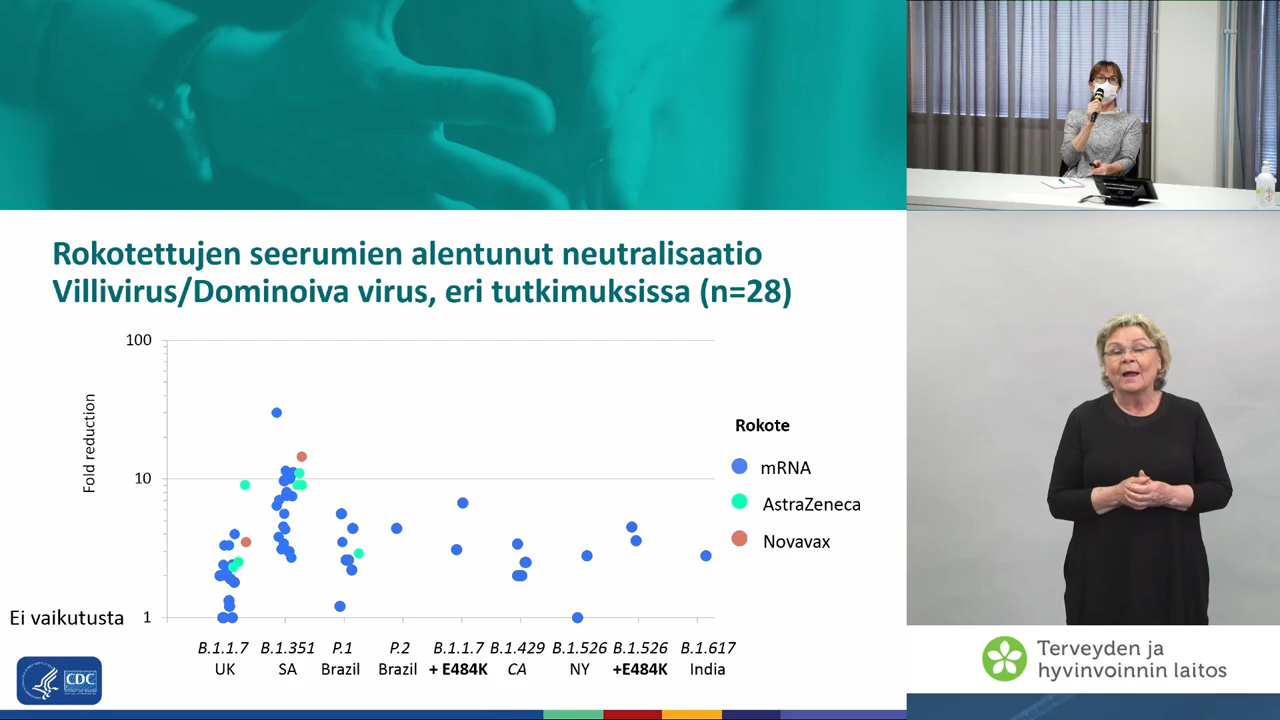 Rokotettujen seerumien alentunut neutralisaatio
Villivirus/Dominoiva virus, eri tutkimuksissa (n=28)
100
Fold reduction
10
Ei vaikutusta 1
Rokote
mRNA
AstraZeneca
Novavax
B.1.1.7 B.1.351 P.1 P.2 B.1.1.7 B.1.429 B.1.526 B.1.526 B.1.617
UK SA Brazil Brazil + E484K CA NY +E484K India
CDC
Terveyden ja
hyvinvoinnin laitos